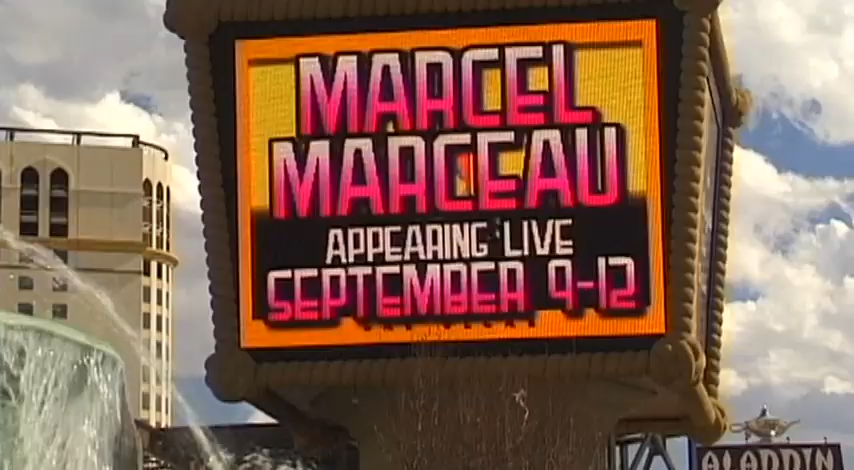 MARCEL
MARCEAU
APPEARING LIVE
SEPTEMBER 9-12
ALADDIN